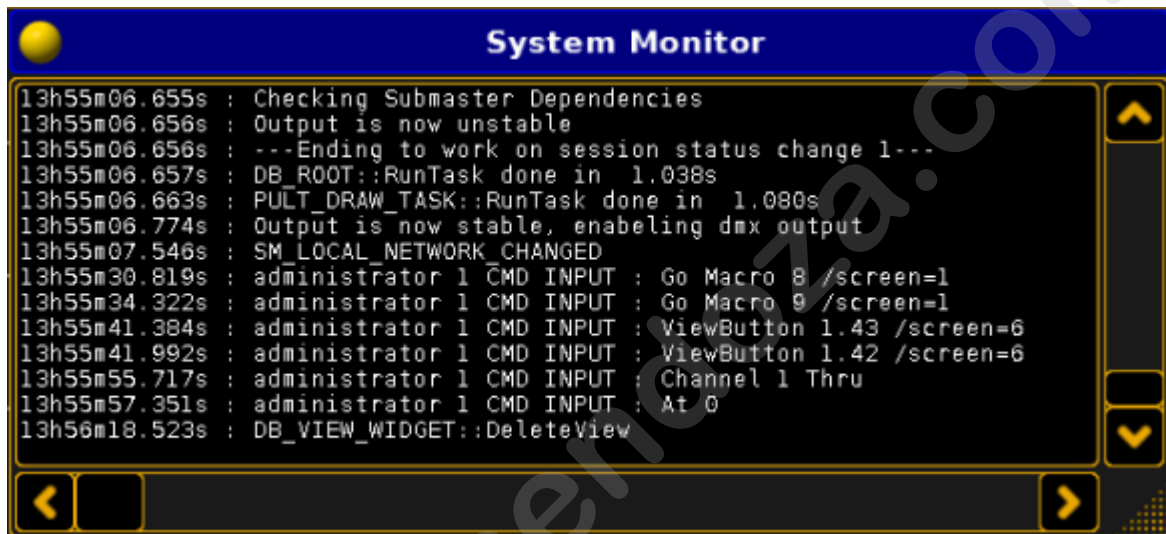 System Monitor
13h55m06.655s : Checking Submaster Dependencies
13h55m06.656s : Output is now unstable
13h55m06.656s : ---Ending to work on session status change 1---
13h55m06.657s : DB_ROOT::RunTask done in  1.038s
13h55m06.663s : PULT_DRAW_TASK::RunTask done in  1.080s
13h55m06.774s : Output is now stable, enabeling dmx output
13h55m07.546s : SM_LOCAL_NETWORK_CHANGED
13h55m30.819s : administrator 1 CMD INPUT : Go Macro 8 /screen=1
13h55m34.322s : administrator 1 CMD INPUT : Go Macro 9 /screen=1
13h55m41.384s : administrator 1 CMD INPUT : ViewButton 1.43 /screen=6
13h55m41.992s : administrator 1 CMD INPUT : ViewButton 1.42 /screen=6
13h55m55.717s : administrator 1 CMD INPUT : Channel 1 Thru
13h55m57.351s : administrator 1 CMD INPUT : At 0
13h56m18.523s : DB_VIEW_WIDGET::DeleteView